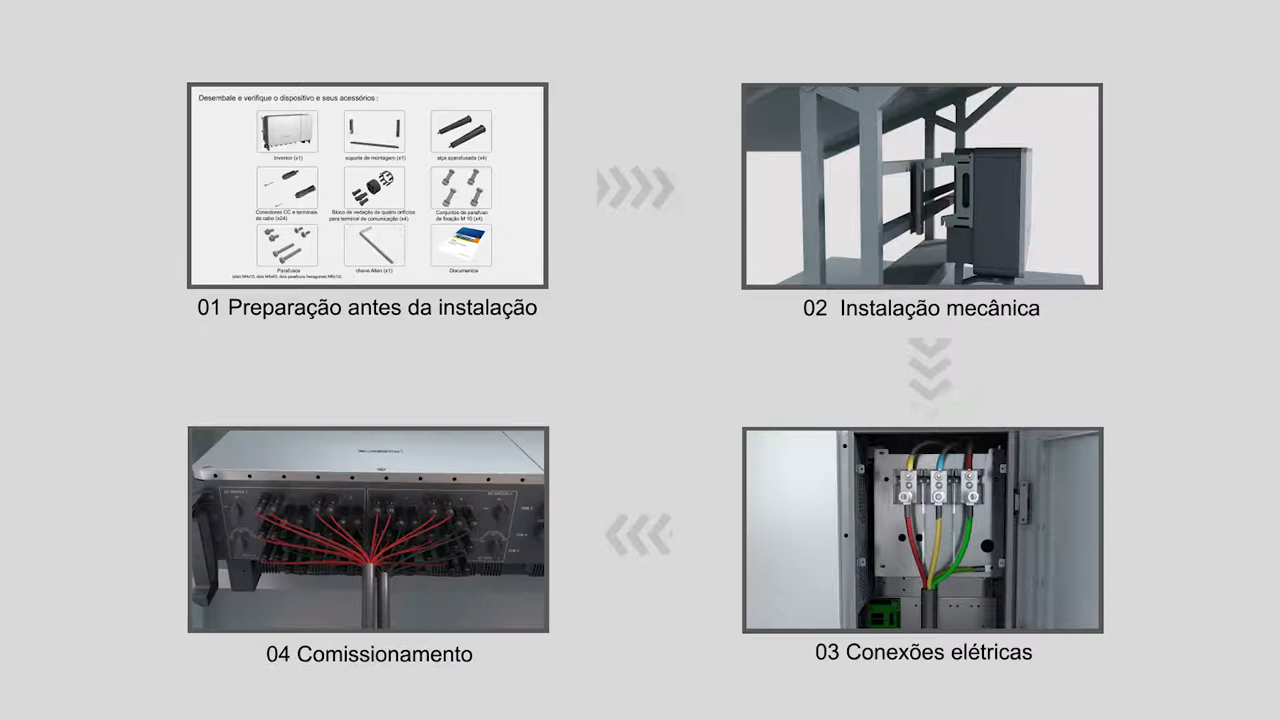 Desembale e verifique o dispositivo e seus acessórios :
Inversor (x1)
suporte de montagem (x1)
alça aparafusada (x4)
Conectores CC e terminais
de cabo (x24)
Bloco de vedação de quatro orifícios
para terminal de comunicação (x4)
Conjuntos de parafuso
de fixação M 10 (x4)
Parafusos
chave Allen (x1)
Documentos
01 Preparação antes da instalação
02 Instalação mecânica
04 Comissionamento
03 Conexões elétricas